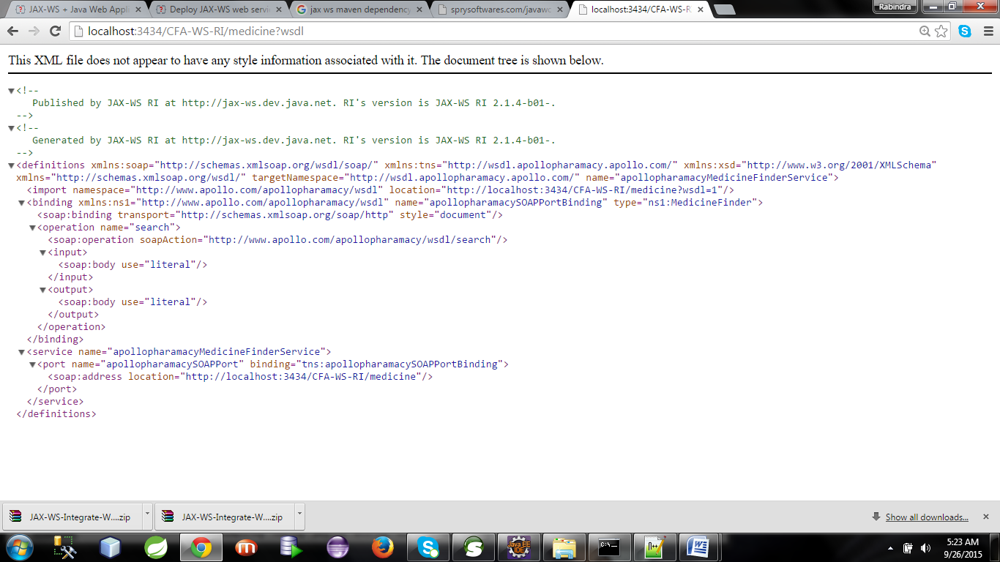 JAX-WS + Java Web Appli
Deploy JAX-WS web servi
jax ws maven dependency
sprysoftwares.com/javawo
localhost:3434/CFA-WS-R
Rabindra
localhost:3434/CFA-WS-RI/medicine?wsdl
This XML file does not appear to have any style information associated with it. The document tree is shown below.
▼<!--
Published by JAX-WS RI at http://jax-ws.dev.java.net. RI's version is JAX-WS RI 2.1.4-b01-.
-->
▼<!--
Generated by JAX-WS RI at http://jax-ws.dev.java.net. RI's version is JAX-WS RI 2.1.4-b01-.
-->
▼<definitions xmlns:soap="http://schemas.xmlsoap.org/wsdl/soap/" xmlns:tns="http://wsdl.apollopharamacy.apollo.com/" xmlns:xsd="http://www.w3.org/2001/XMLSchema"
xmlns="http://schemas.xmlsoap.org/wsdl/" targetNamespace="http://wsdl.apollopharamacy.apollo.com/" name="apollopharamacyMedicineFinderService">
<import namespace="http://www.apollo.com/apollopharamacy/wsdl" location="http://localhost:3434/CFA-WS-RI/medicine?wsdl=1"/>
▼<binding xmlns:ns1="http://www.apollo.com/apollopharamacy/wsdl" name="apollopharamacySOAPPortBinding" type="ns1:MedicineFinder">
<soap:binding transport="http://schemas.xmlsoap.org/soap/http" style="document"/>
▼<operation name="search">
<soap:operation soapAction="http://www.apollo.com/apollopharamacy/wsdl/search"/>
▼<input>
<soap:body use="literal"/>
</input>
▼<output>
<soap:body use="literal"/>
</output>
</operation>
</binding>
▼<service name="apollopharamacyMedicineFinderService">
▼<port name="apollopharamacySOAPPort" binding="tns:apollopharamacySOAPPortBinding">
<soap:address location="http://localhost:3434/CFA-WS-RI/medicine"/>
</port>
</service>
</definitions>
JAX-WS-Integrate-W....zip
JAX-WS-Integrate-W....zip
Show all downloads...
Java EE
IDE
C:\_
5:23 AM
9/26/2015